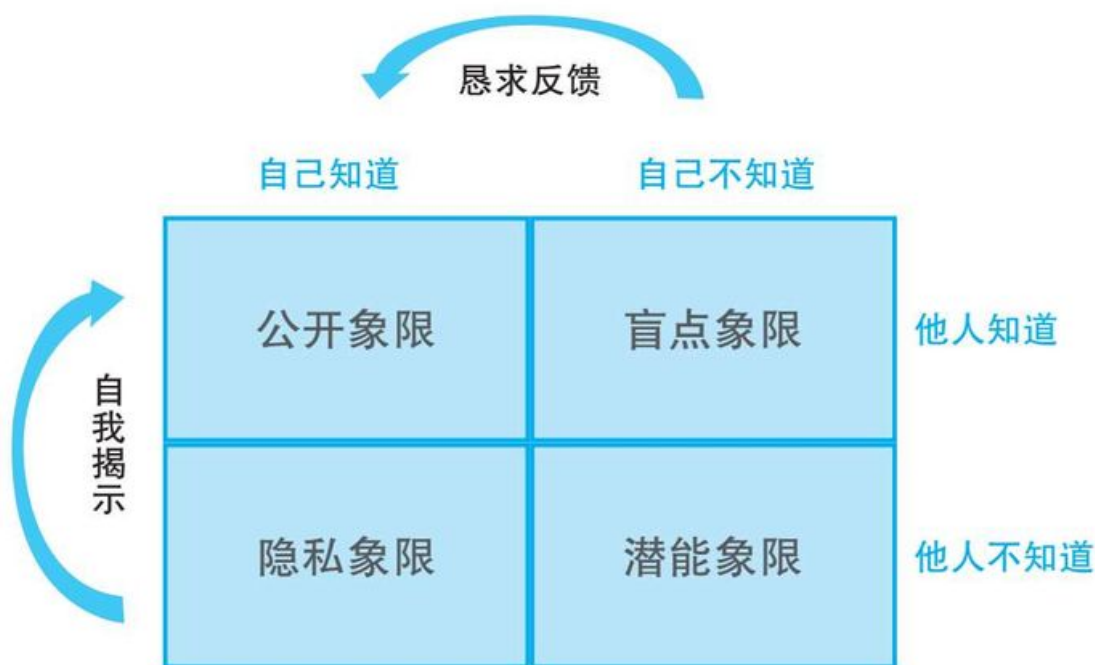 恳求反馈
自己知道
自己不知道
公开象限
盲点象限
他人知道
自我揭示
隐私象限
潜能象限
他人不知道